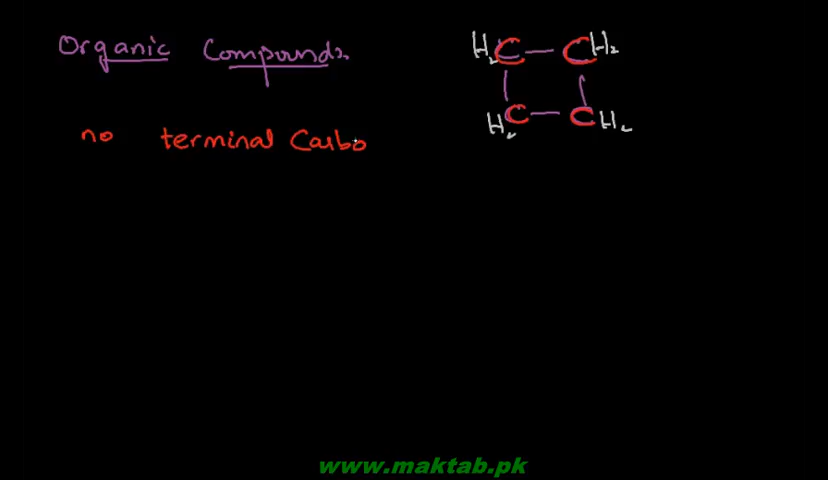 Organic Compounds
H₂C — CH₂
H₂C — CH₂
no terminal Carbo
www.maktab.pk